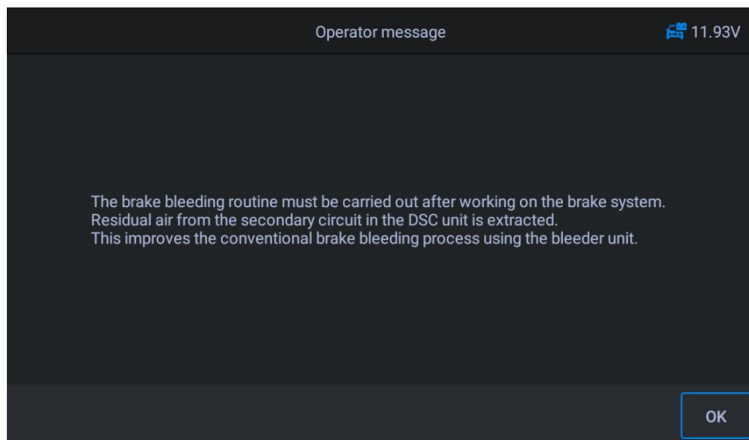 Operator message
11.93V
The brake bleeding routine must be carried out after working on the brake system.
Residual air from the secondary circuit in the DSC unit is extracted.
This improves the conventional brake bleeding process using the bleeder unit.
OK